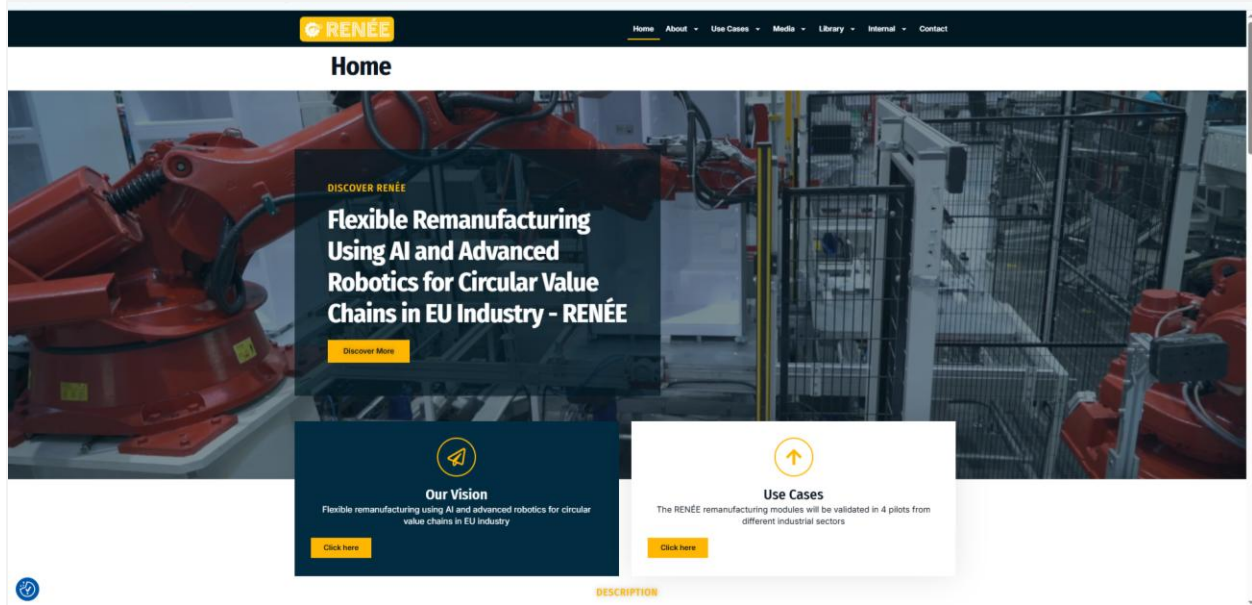 RENÉE
Home About Use Cases Media Library Internal Contact
Home
DISCOVER RENÉE
Flexible Remanufacturing
Using AI and Advanced
Robotics for Circular Value
Chains in EU Industry - RENÉE
Discover More
Our Vision
Flexible remanufacturing using AI and advanced robotics for circular
value chains in EU industry
Click here
Use Cases
The RENÉE remanufacturing modules will be validated in 4 pilots from
different industrial sectors
Click here
DESCRIPTION